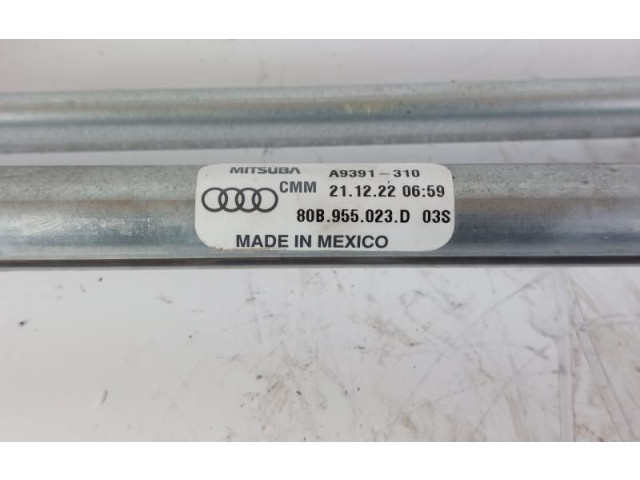 MITSUBA A9391-310
CMM 21.12.22 06:59
80B.955.023.D 03S
MADE IN MEXICO